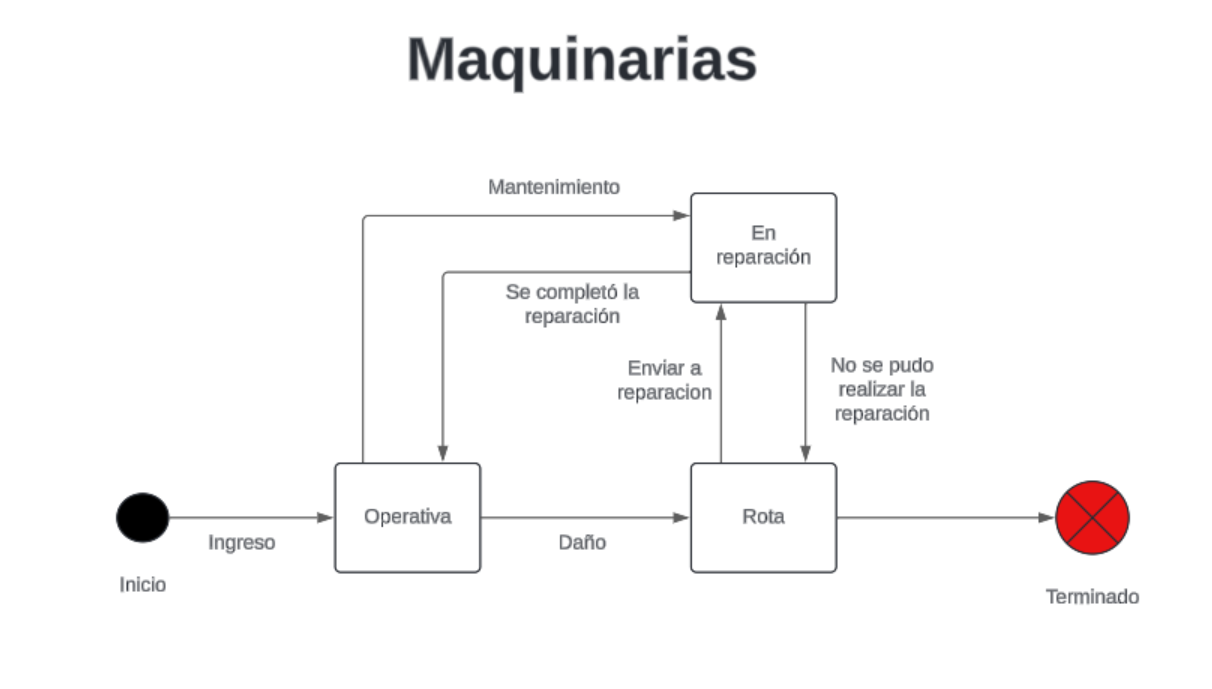 Maquinarias
Mantenimiento
En
reparación
Se completó la
reparación
Enviar a
reparacion
No se pudo
realizar la
reparación
Operativa
Rota
Ingreso
Daño
Inicio
Terminado